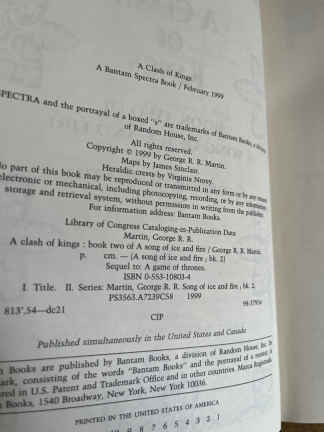 A Clash of Kings
A Bantam Spectra Book / February 1999
SPECTRA and the portrayal of a boxed "s" are trademarks of Bantam Books, a division
of Random House, Inc.
All rights reserved.
Copyright © 1999 by George R. R. Martin.
Maps by James Sinclair.
Heraldic crests by Virginia Norey.
No part of this book may be reproduced or transmitted in any form or by any means,
electronic or mechanical, including photocopying, recording, or by any information
storage and retrieval system, without permission in writing from the publisher.
For information address: Bantam Books.
Library of Congress Cataloging-in-Publication Data
Martin, George R. R.
A clash of kings : book two of A song of ice and fire / George R. R. Martin.
p. cm. — (A song of ice and fire ; bk. 2)
Sequel to: A game of thrones.
ISBN 0-553-10803-4
I. Title. II. Series: Martin, George R. R. Song of ice and fire ; bk. 2.
PS3563.A7239C58 1999
813'.54—dc21
CIP
Published simultaneously in the United States and Canada
Books are published by Bantam Books, a division of Random House, Inc. Its
mark, consisting of the words "Bantam Books" and the portrayal of a rooster, is
in U.S. Patent and Trademark Office and in other countries. Marca Registrada.
Books, 1540 Broadway, New York, New York 10036.
PRINTED IN THE UNITED STATES OF AMERICA
9 8 7 6 5 4 3 2 1